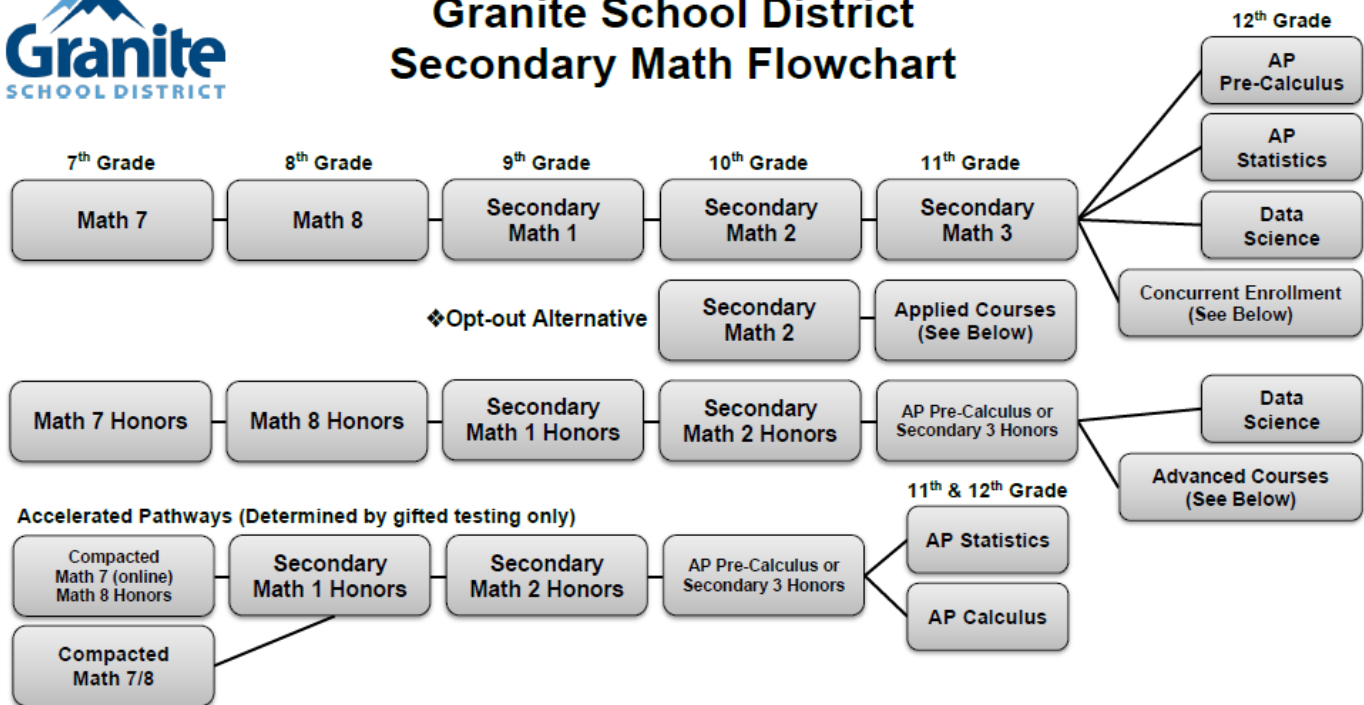 Granite
SCHOOL DISTRICT
Granite School District
Secondary Math Flowchart
12th Grade
AP
Pre-Calculus
AP
Statistics
Data
Science
Concurrent Enrollment
(See Below)
7th Grade
8th Grade
9th Grade
10th Grade
11th Grade
Math 7
Math 8
Secondary
Math 1
Secondary
Math 2
Secondary
Math 3
❖Opt-out Alternative
Secondary
Math 2
Applied Courses
(See Below)
Math 7 Honors
Math 8 Honors
Secondary
Math 1 Honors
Secondary
Math 2 Honors
AP Pre-Calculus or
Secondary 3 Honors
Data
Science
Advanced Courses
(See Below)
11th & 12th Grade
Accelerated Pathways (Determined by gifted testing only)
Compacted
Math 7 (online)
Math 8 Honors
Secondary
Math 1 Honors
Secondary
Math 2 Honors
AP Pre-Calculus or
Secondary 3 Honors
AP Statistics
AP Calculus
Compacted
Math 7/8